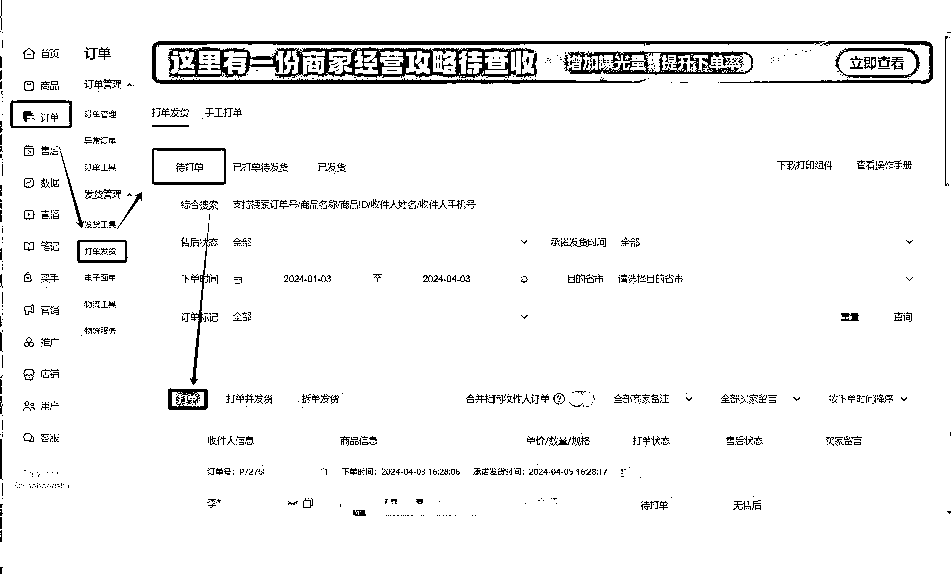 首页
商品
订单
售后
数据
直播
笔记
买手
营销
推广
店铺
用户
客服
订单
订单管理
订单管理
异常订单
订单工具
发货管理
发货工具
打单发货
电子面单
物流工具
物流服务
这里有一份商家经营攻略待查收 增加曝光量 提升下单率 立即查看
打单发货 手工打单
待打单 已打单待发货 已发货 下载打印组件 查看操作手册
综合搜索 支持搜索订单号/商品名称/商品ID/收件人姓名/收件人手机号
售后状态 全部 承诺发货时间 全部
下单时间 2024-01-03 至 2024-04-03 目的省市 请选择目的省市
订单标记 全部 重置 查询
打单 打单并发货 拆单发货 合并相同收件人订单 全部商家备注 全部买家留言 按下单时间降序
收件人信息 商品信息 单价/数量/规格 打单状态 售后状态 买家留言
订单号：P7275 下单时间：2024-04-03 16:28:06 承诺发货时间：2024-04-05 16:28:17
李* 待打单 无售后